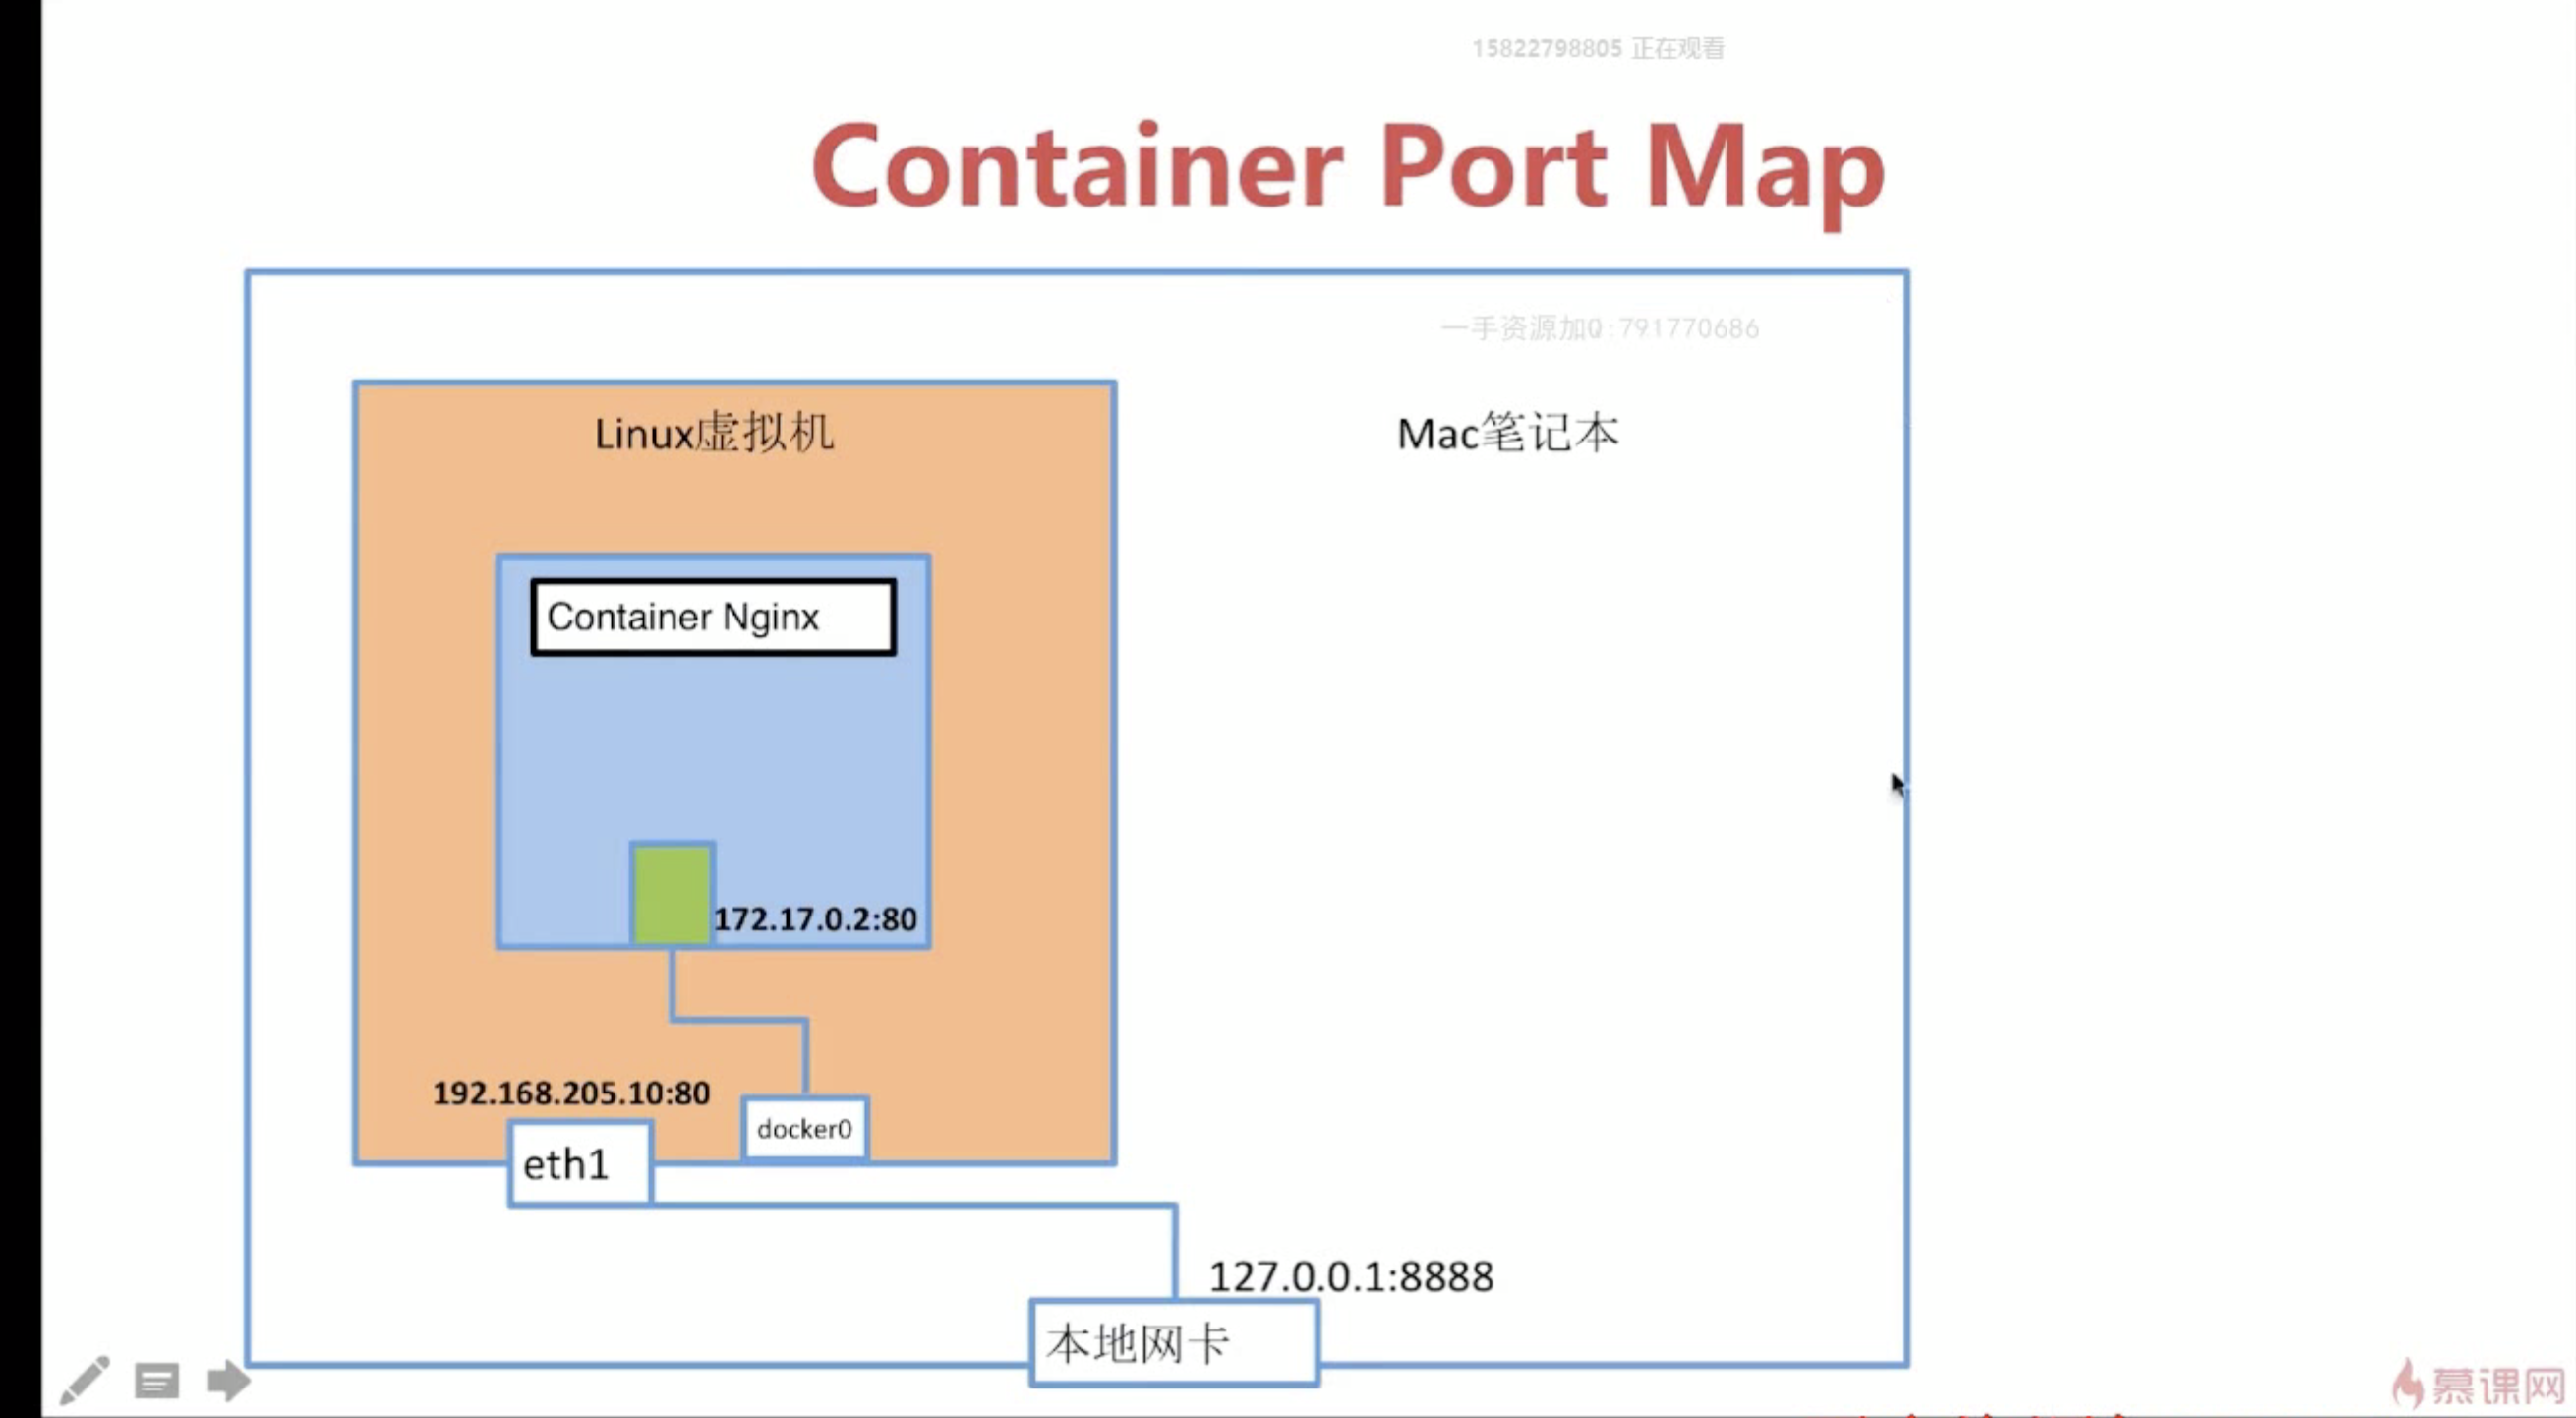 15822798805 正在观看
Container Port Map
一手资源加Q:791770686
Linux虚拟机
Mac笔记本
Container Nginx
172.17.0.2:80
192.168.205.10:80
docker0
eth1
127.0.0.1:8888
本地网卡
慕课网